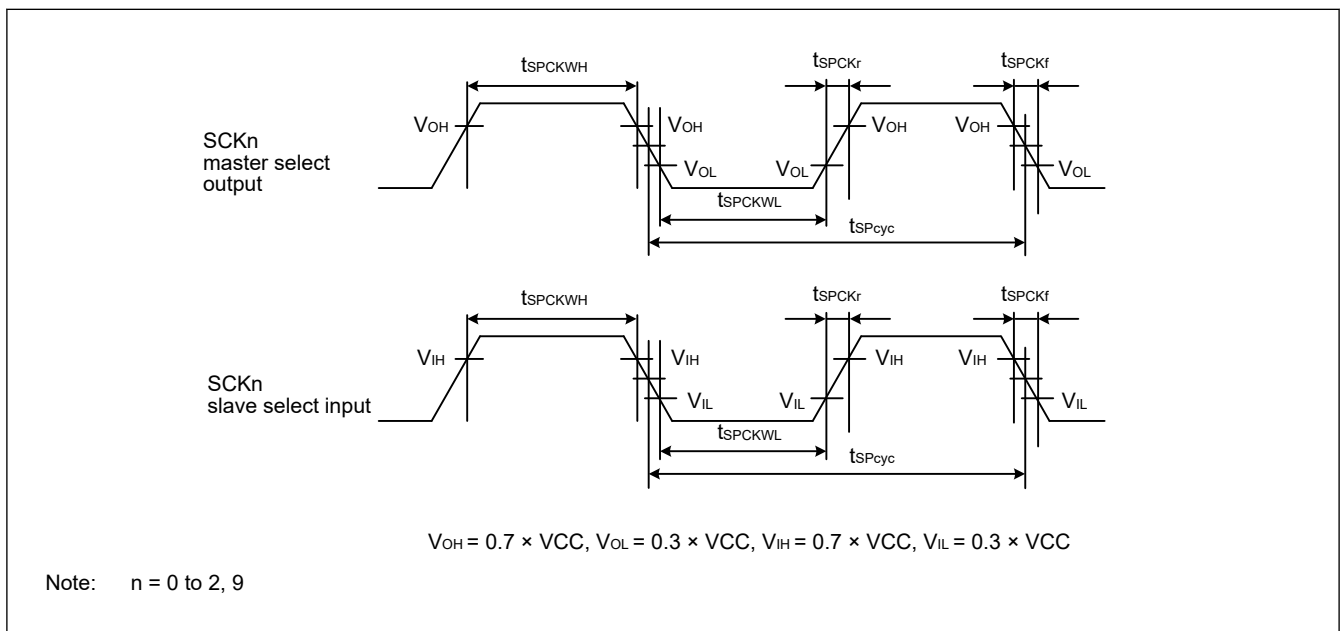 tSPCKWH
tSPCKr
tSPCKf
VOH
VOH
VOH
VOH
SCKn
master select
output
VOL
VOL
VOL
tSPCKWL
tSPcyc
tSPCKWH
tSPCKr
tSPCKf
VIH
VIH
VIH
VIH
SCKn
slave select input
VIL
VIL
VIL
tSPCKWL
tSPcyc
VOH = 0.7 × VCC, VOL = 0.3 × VCC, VIH = 0.7 × VCC, VIL = 0.3 × VCC
Note: n = 0 to 2, 9